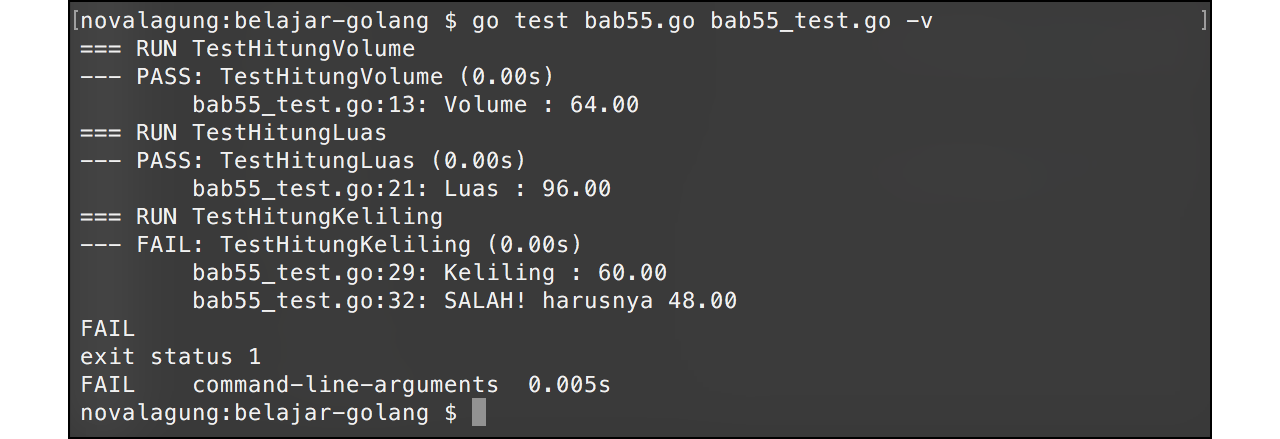 [novalagung:belajar-golang $ go test bab55.go bab55_test.go -v ]
=== RUN TestHitungVolume
--- PASS: TestHitungVolume (0.00s)
        bab55_test.go:13: Volume : 64.00
=== RUN TestHitungLuas
--- PASS: TestHitungLuas (0.00s)
        bab55_test.go:21: Luas : 96.00
=== RUN TestHitungKeliling
--- FAIL: TestHitungKeliling (0.00s)
        bab55_test.go:29: Keliling : 60.00
        bab55_test.go:32: SALAH! harusnya 48.00
FAIL
exit status 1
FAIL    command-line-arguments  0.005s
novalagung:belajar-golang $